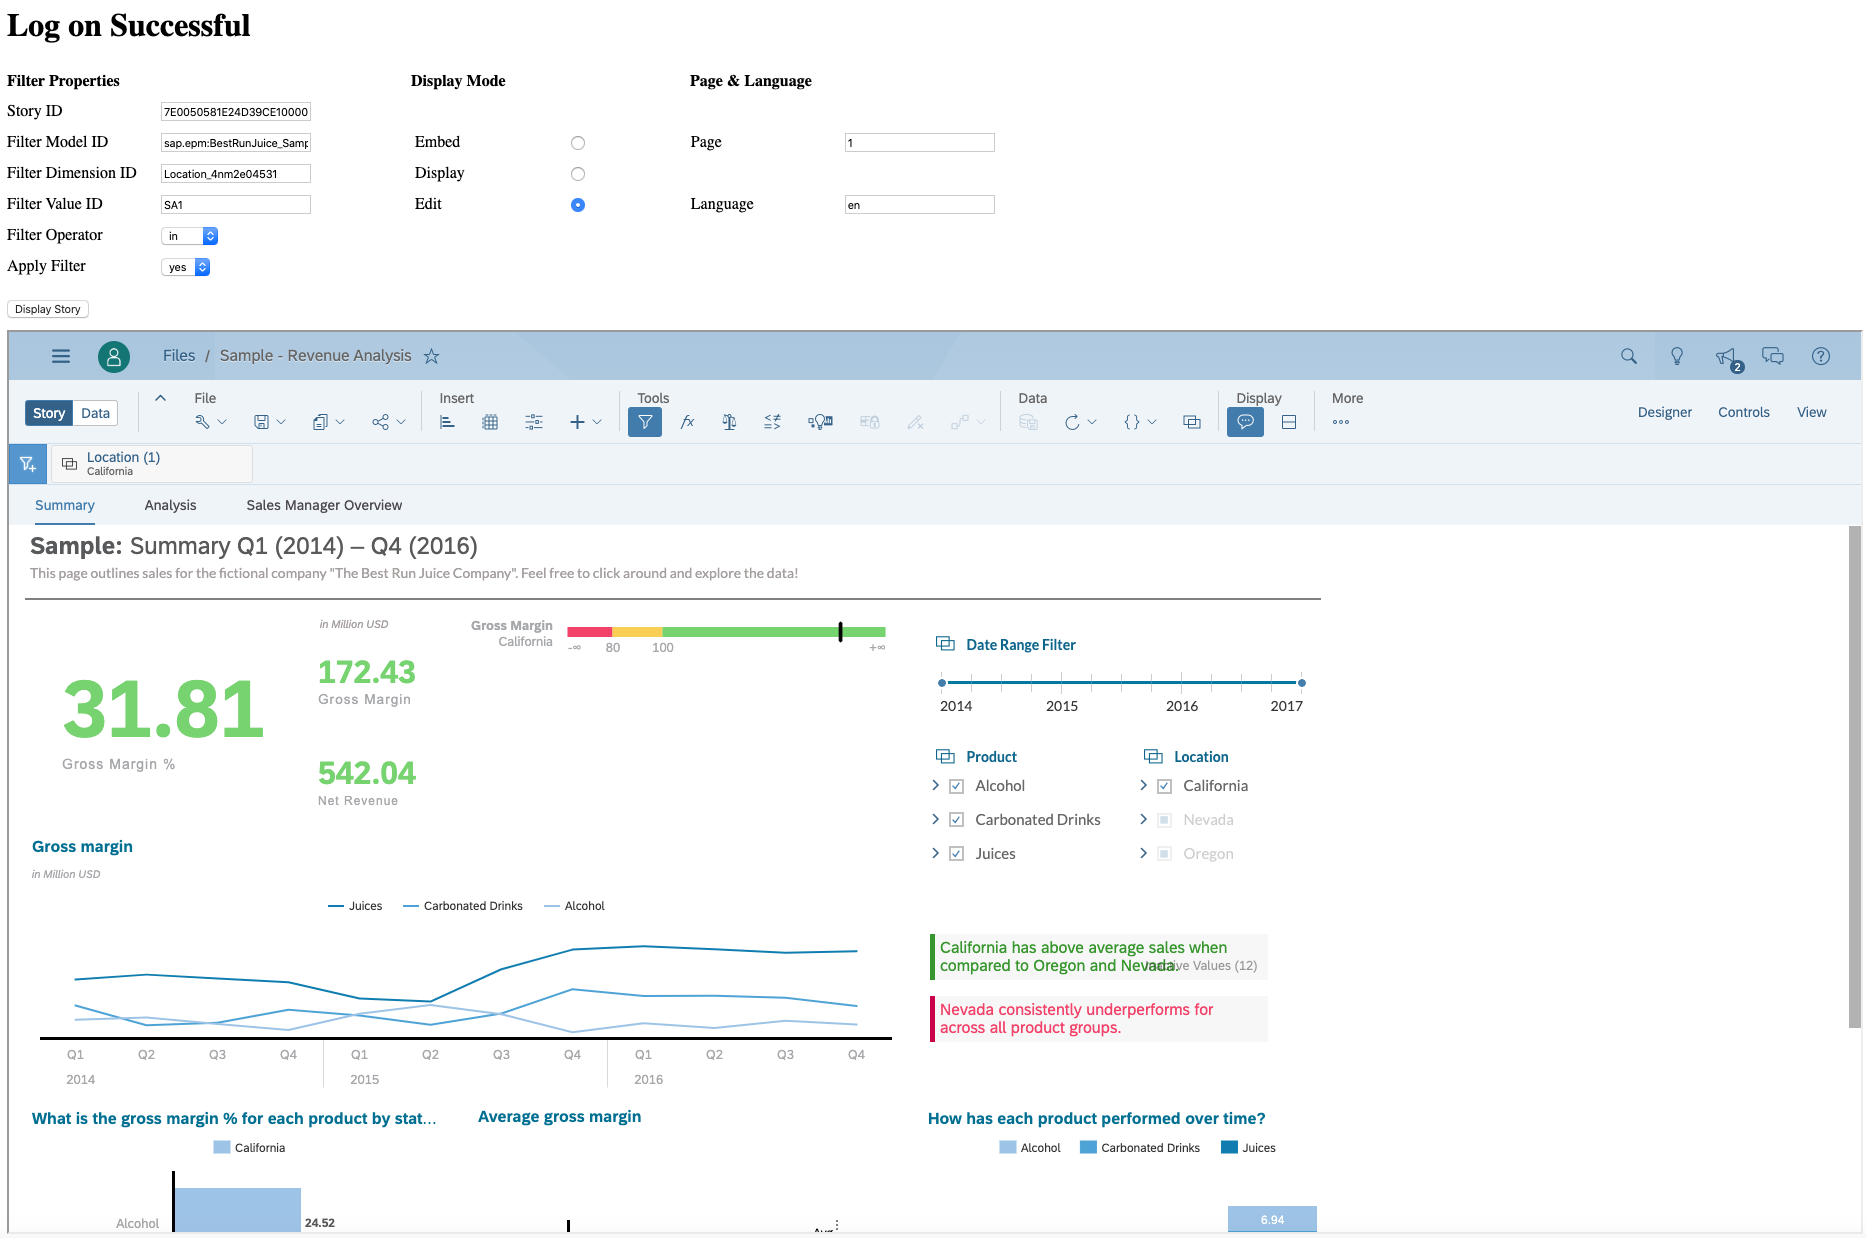 Log on Successful
Filter Properties
Display Mode
Page & Language
Story ID 7E0050581E24D39CE10000
Filter Model ID sap.epm:BestRunJuice_Samp
Embed
Page 1
Filter Dimension ID Location_4nm2e04531
Display
Filter Value ID SA1
Edit
Language en
Filter Operator in
Apply Filter yes
Display Story
Files / Sample - Revenue Analysis
2
Story Data
File
Insert
Tools
Data
Display
More
Designer Controls View
Location (1)
California
Summary Analysis Sales Manager Overview
Sample: Summary Q1 (2014) – Q4 (2016)
This page outlines sales for the fictional company "The Best Run Juice Company". Feel free to click around and explore the data!
31.81
Gross Margin %
in Million USD
172.43
Gross Margin
542.04
Net Revenue
Gross Margin
California
-∞ 80 100 +∞
Date Range Filter
2014 2015 2016 2017
Product
Alcohol
Carbonated Drinks
Juices
Location
California
Nevada
Oregon
Gross margin
in Million USD
Juices Carbonated Drinks Alcohol
Q1 Q2 Q3 Q4 Q1 Q2 Q3 Q4 Q1 Q2 Q3 Q4
2014 2015 2016
California has above average sales when
compared to Oregon and Nevada.
Values (12)
Nevada consistently underperforms for
across all product groups.
What is the gross margin % for each product by stat...
California
Alcohol 24.52
Average gross margin
How has each product performed over time?
Alcohol Carbonated Drinks Juices
6.94